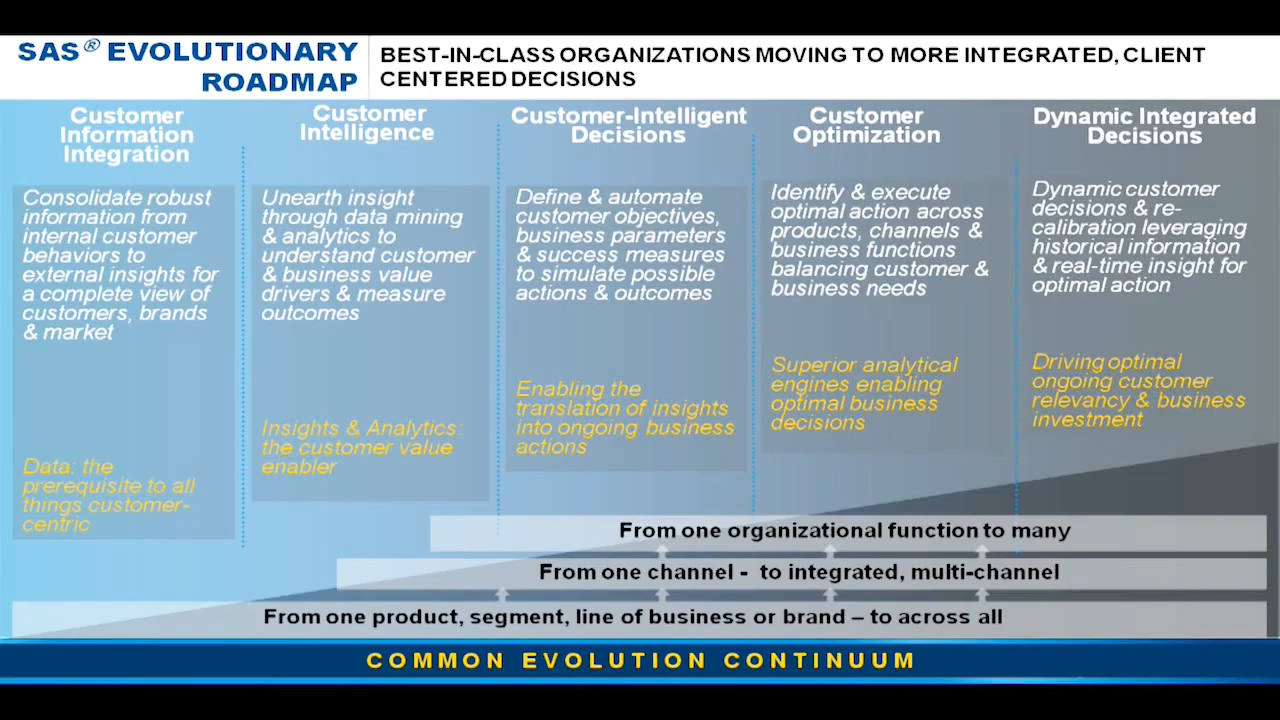 SAS® EVOLUTIONARY
ROADMAP
BEST-IN-CLASS ORGANIZATIONS MOVING TO MORE INTEGRATED, CLIENT
CENTERED DECISIONS
Customer
Information
Integration
Consolidate robust
information from
internal customer
behaviors to
external insights for
a complete view of
customers, brands
& market
Data: the
prerequisite to all
things customer-
centric
Customer
Intelligence
Unearth insight
through data mining
& analytics to
understand customer
& business value
drivers & measure
outcomes
Insights & Analytics:
the customer value
enabler
Customer-Intelligent
Decisions
Define & automate
customer objectives,
business parameters
& success measures
to simulate possible
actions & outcomes
Enabling the
translation of insights
into ongoing business
actions
Customer
Optimization
Identify & execute
optimal action across
products, channels &
business functions
balancing customer &
business needs
Superior analytical
engines enabling
optimal business
decisions
Dynamic Integrated
Decisions
Dynamic customer
decisions & re-
calibration leveraging
historical information
& real-time insight for
optimal action
Driving optimal
ongoing customer
relevancy & business
investment
From one organizational function to many
From one channel - to integrated, multi-channel
From one product, segment, line of business or brand – to across all
COMMON EVOLUTION CONTINUUM